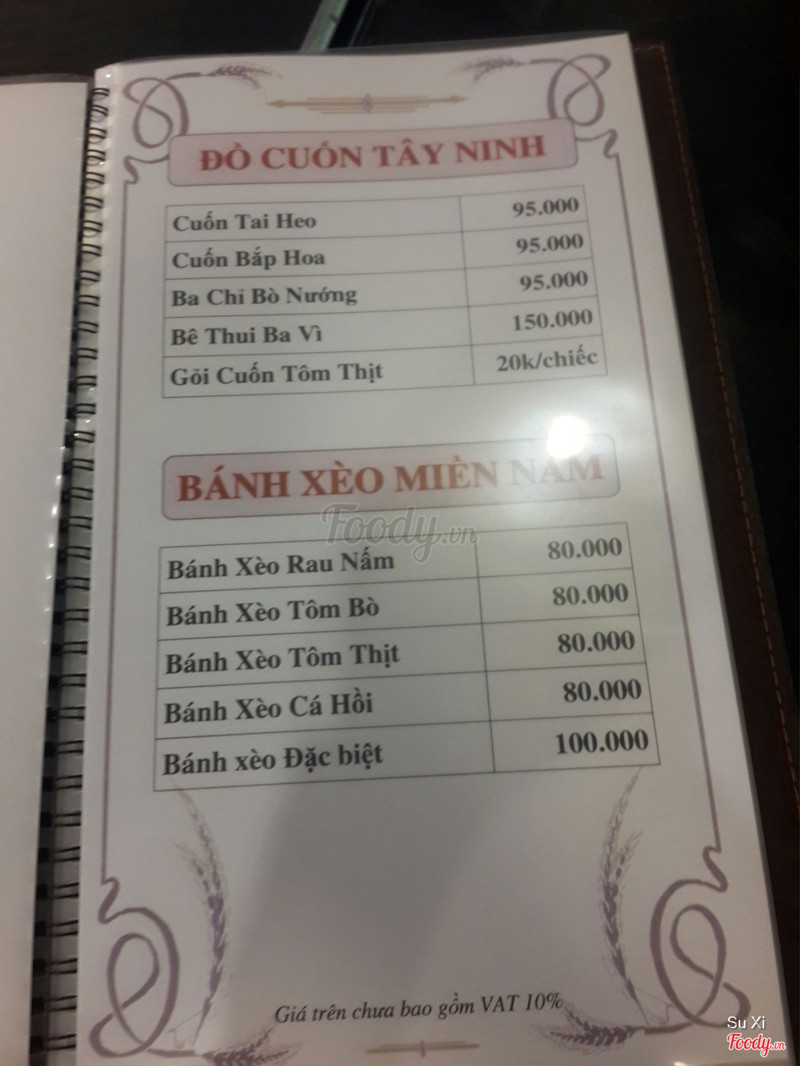 ĐỒ CUỐN TÂY NINH
Cuốn Tai Heo 95.000
Cuốn Bắp Hoa 95.000
Ba Chỉ Bò Nướng 95.000
Bê Thui Ba Vì 150.000
Gỏi Cuốn Tôm Thịt 20k/chiếc
BÁNH XÈO MIỀN NAM
Foody.vn
Bánh Xèo Rau Nấm 80.000
Bánh Xèo Tôm Bò 80.000
Bánh Xèo Tôm Thịt 80.000
Bánh Xèo Cá Hồi 80.000
Bánh xèo Đặc biệt 100.000
Giá trên chưa bao gồm VAT 10%
Su Xi
Foody.vn